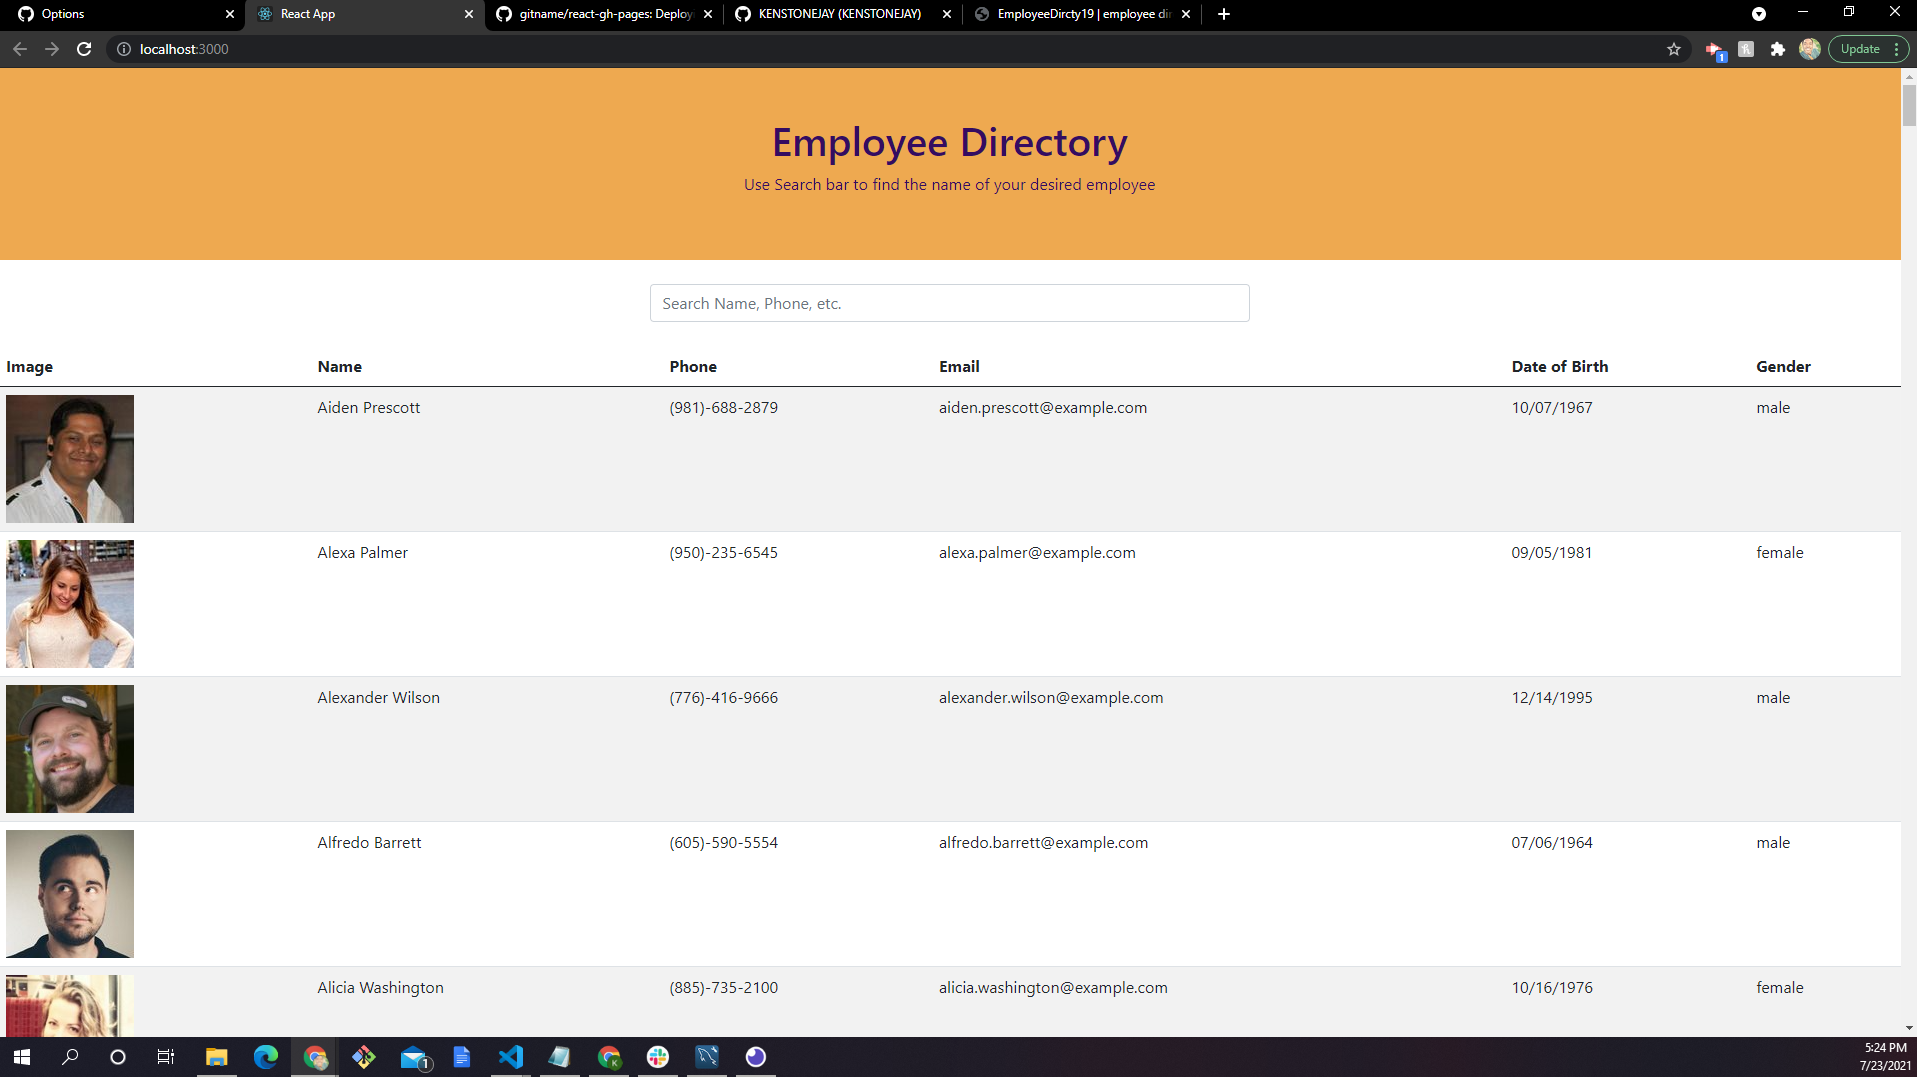 Options
React App
gitname/react-gh-pages: Deploy
KENSTONEJAY (KENSTONEJAY)
EmployeeDircty19 | employee di
localhost:3000
1
Update
Employee Directory
Use Search bar to find the name of your desired employee
Search Name, Phone, etc.
Image Name Phone Email Date of Birth Gender
Aiden Prescott (981)-688-2879 aiden.prescott@example.com 10/07/1967 male
Alexa Palmer (950)-235-6545 alexa.palmer@example.com 09/05/1981 female
Alexander Wilson (776)-416-9666 alexander.wilson@example.com 12/14/1995 male
Alfredo Barrett (605)-590-5554 alfredo.barrett@example.com 07/06/1964 male
Alicia Washington (885)-735-2100 alicia.washington@example.com 10/16/1976 female
1
K
5:24 PM
7/23/2021